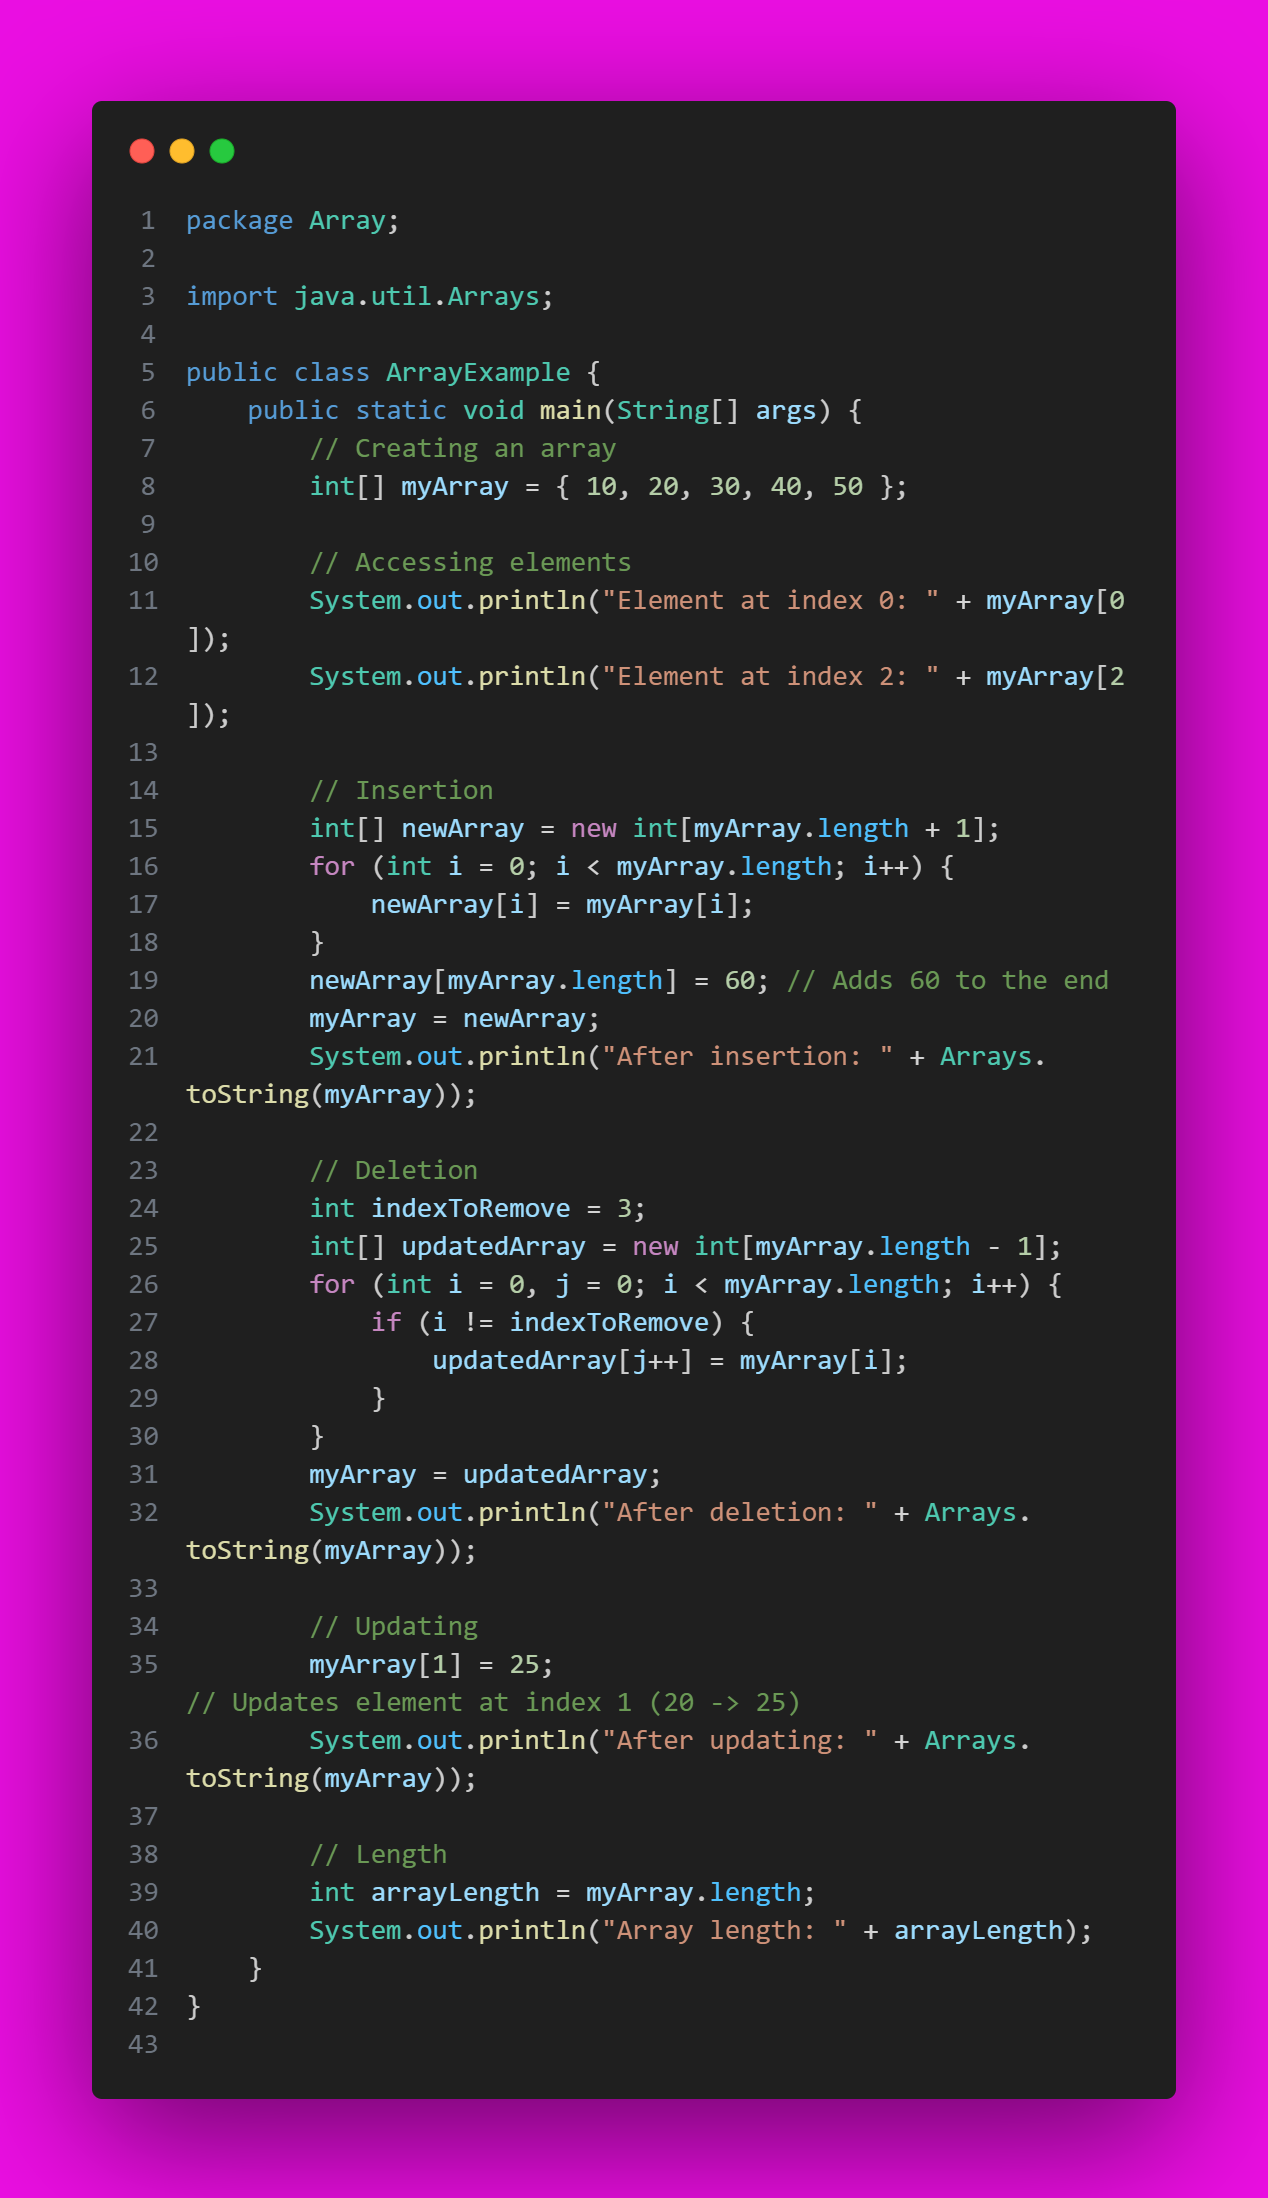 1 package Array;
2
3 import java.util.Arrays;
4
5 public class ArrayExample {
6     public static void main(String[] args) {
7         // Creating an array
8         int[] myArray = { 10, 20, 30, 40, 50 };
9
10         // Accessing elements
11         System.out.println("Element at index 0: " + myArray[0
]);
12         System.out.println("Element at index 2: " + myArray[2
]);
13
14         // Insertion
15         int[] newArray = new int[myArray.length + 1];
16         for (int i = 0; i < myArray.length; i++) {
17             newArray[i] = myArray[i];
18         }
19         newArray[myArray.length] = 60; // Adds 60 to the end
20         myArray = newArray;
21         System.out.println("After insertion: " + Arrays.
toString(myArray));
22
23         // Deletion
24         int indexToRemove = 3;
25         int[] updatedArray = new int[myArray.length - 1];
26         for (int i = 0, j = 0; i < myArray.length; i++) {
27             if (i != indexToRemove) {
28                 updatedArray[j++] = myArray[i];
29             }
30         }
31         myArray = updatedArray;
32         System.out.println("After deletion: " + Arrays.
toString(myArray));
33
34         // Updating
35         myArray[1] = 25;
// Updates element at index 1 (20 -> 25)
36         System.out.println("After updating: " + Arrays.
toString(myArray));
37
38         // Length
39         int arrayLength = myArray.length;
40         System.out.println("Array length: " + arrayLength);
41     }
42 }
43